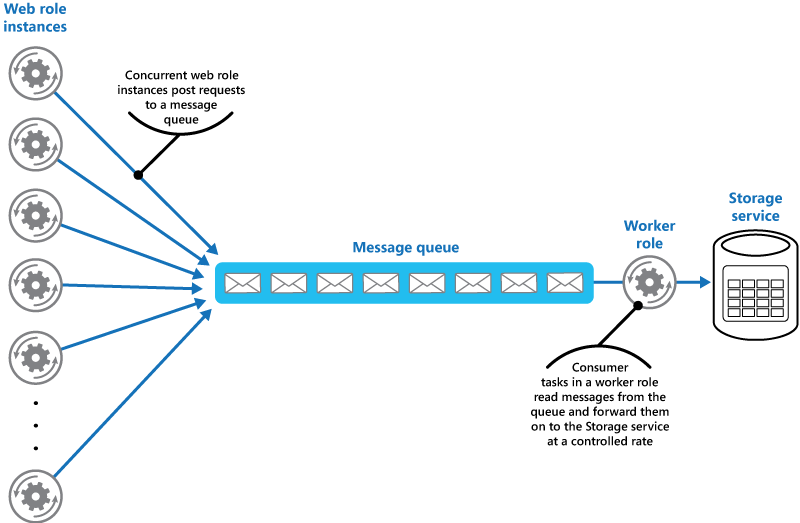 Web role
instances
Concurrent web role
instances post requests
to a message
queue
Message queue
Worker
role
Storage
service
Consumer
tasks in a worker role
read messages from the
queue and forward them
on to the Storage service
at a controlled rate